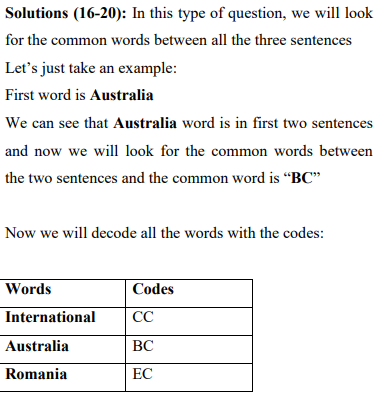 Solutions (16-20): In this type of question, we will look
for the common words between all the three sentences
Let's just take an example:
First word is Australia
We can see that Australia word is in first two sentences
and now we will look for the common words between
the two sentences and the common word is “BC”
Now we will decode all the words with the codes:
Words Codes
International CC
Australia BC
Romania EC